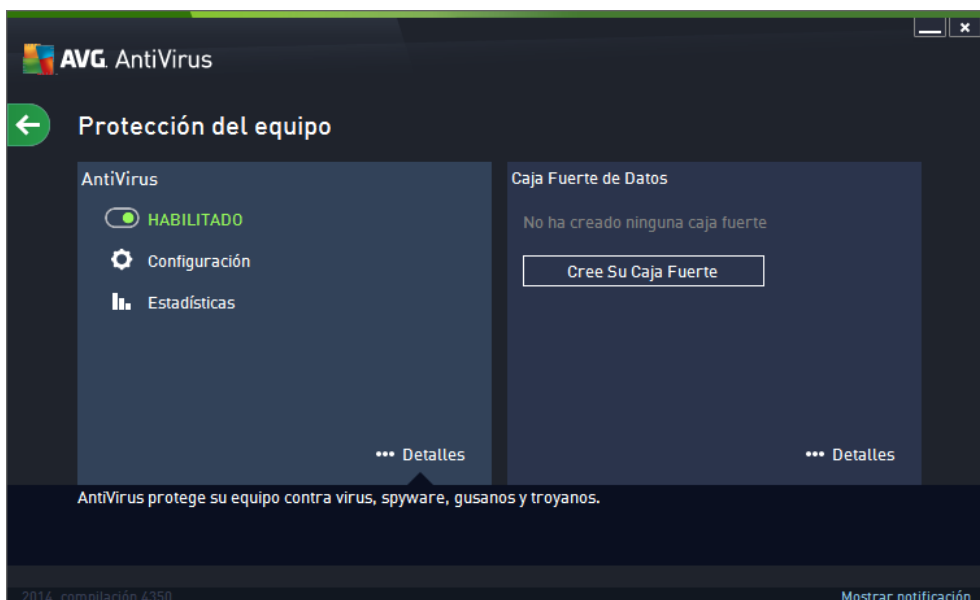 AVG. AntiVirus
Protección del equipo
AntiVirus
HABILITADO
Configuración
Estadísticas
••• Detalles
Caja Fuerte de Datos
No ha creado ninguna caja fuerte
Cree Su Caja Fuerte
••• Detalles
AntiVirus protege su equipo contra virus, spyware, gusanos y troyanos.
2014. compilación 4350
Mostrar notificación